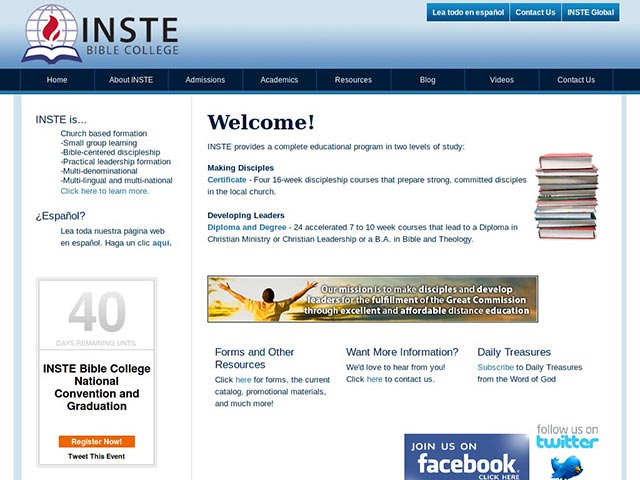 INSTE
BIBLE COLLEGE
Lea todo en español
Contact Us
INSTE Global
Home
About INSTE
Admissions
Academics
Resources
Blog
Videos
Contact Us
INSTE is...
Church based formation
-Small group learning
-Bible-centered discipleship
-Practical leadership formation
-Multi-denominational
-Multi-lingual and multi-national
Click here to learn more.
¿Español?
Lea toda nuestra página web
en español. Haga un clic aquí.
40
DAYS REMAINING UNTIL
INSTE Bible College
National
Convention and
Graduation
Register Now!
Tweet This Event
Welcome!
INSTE provides a complete educational program in two levels of study:
Making Disciples
Certificate - Four 16-week discipleship courses that prepare strong, committed disciples
in the local church.
Developing Leaders
Diploma and Degree - 24 accelerated 7 to 10 week courses that lead to a Diploma in
Christian Ministry or Christian Leadership or a B.A. in Bible and Theology.
Our mission is to make disciples and develop
leaders for the fulfillment of the Great Commission
through excellent and affordable distance education
Forms and Other
Resources
Click here for forms, the current
catalog, promotional materials,
and much more!
Want More Information?
We'd love to hear from you!
Click here to contact us.
Daily Treasures
Subscribe to Daily Treasures
from the Word of God
JOIN US ON
facebook
CLICK HERE
follow us on
twitter